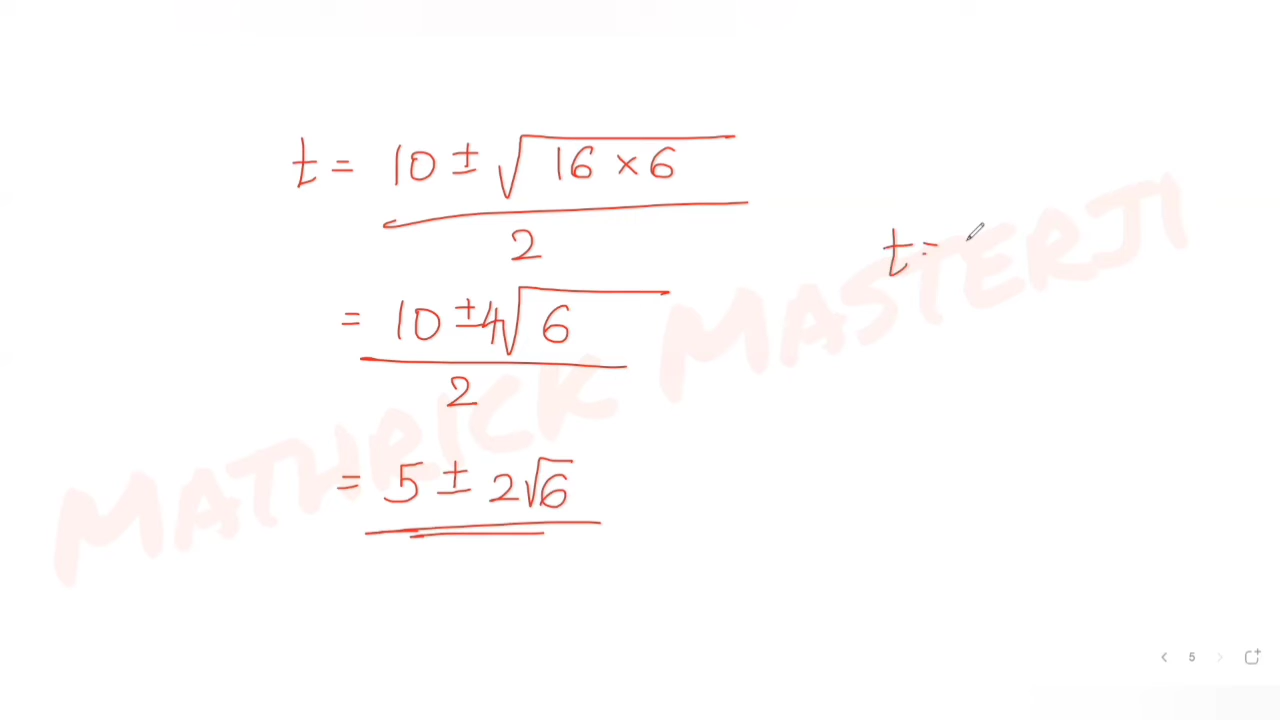 t = 10 ± √16 × 6
2
= 10 ± 4√6
2
= 5 ± 2√6
t =
MATHRICK MASTERJI
5